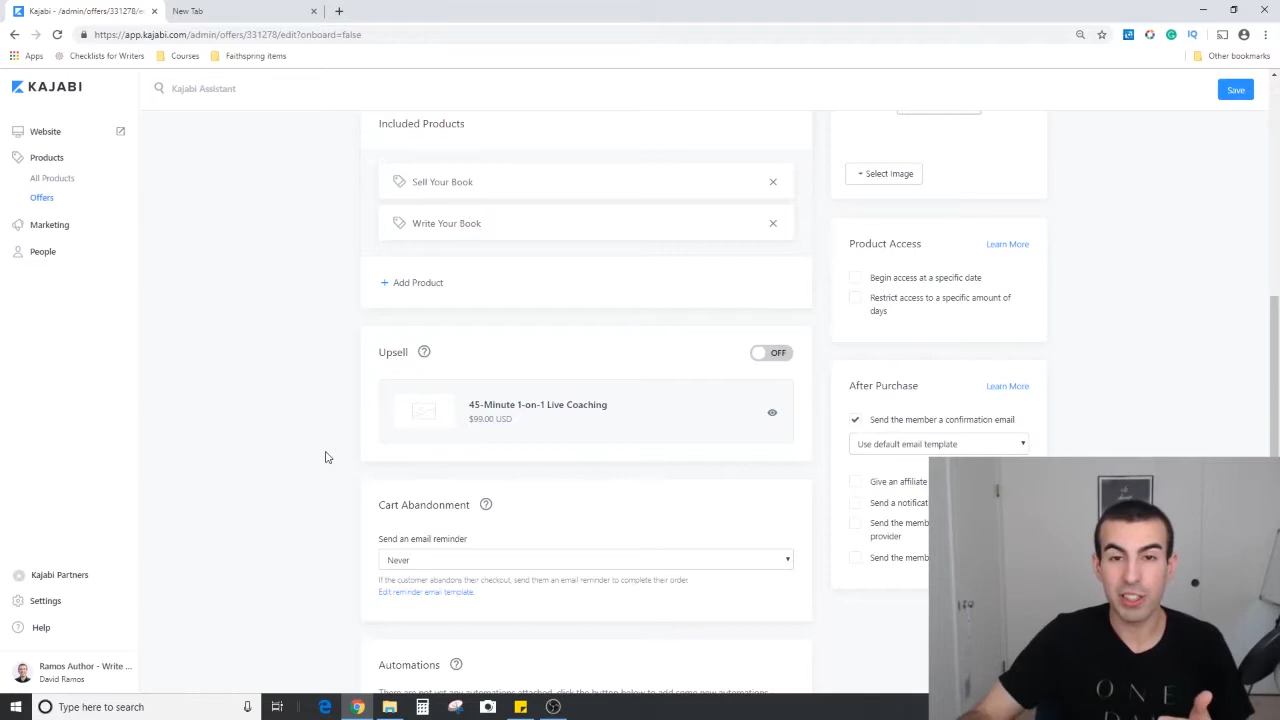 Kajabi - /admin/offers/331278/e
New Tab
https://app.kajabi.com/admin/offers/331278/edit?onboard=false
Apps
Checklists for Writers
Courses
Faithspring items
Other bookmarks
KAJABI
Kajabi Assistant
Save
Website
Products
All Products
Offers
Marketing
People
Included Products
Sell Your Book
Write Your Book
+ Add Product
Upsell
OFF
45-Minute 1-on-1 Live Coaching
$99.00 USD
Cart Abandonment
Send an email reminder
Never
If the customer abandons their checkout, send them an email reminder to complete their order.
Edit reminder email template.
Automations
There are not yet any automations attached, click the button below to add some new automations.
+ Select Image
Product Access
Learn More
Begin access at a specific date
Restrict access to a specific amount of
days
After Purchase
Learn More
Send the member a confirmation email
Use default email template
Give an affiliate
Send a notificat
Send the memb
provider
Send the memb
Kajabi Partners
Settings
Help
Ramos Author - Write ...
David Ramos
Type here to search
ONE